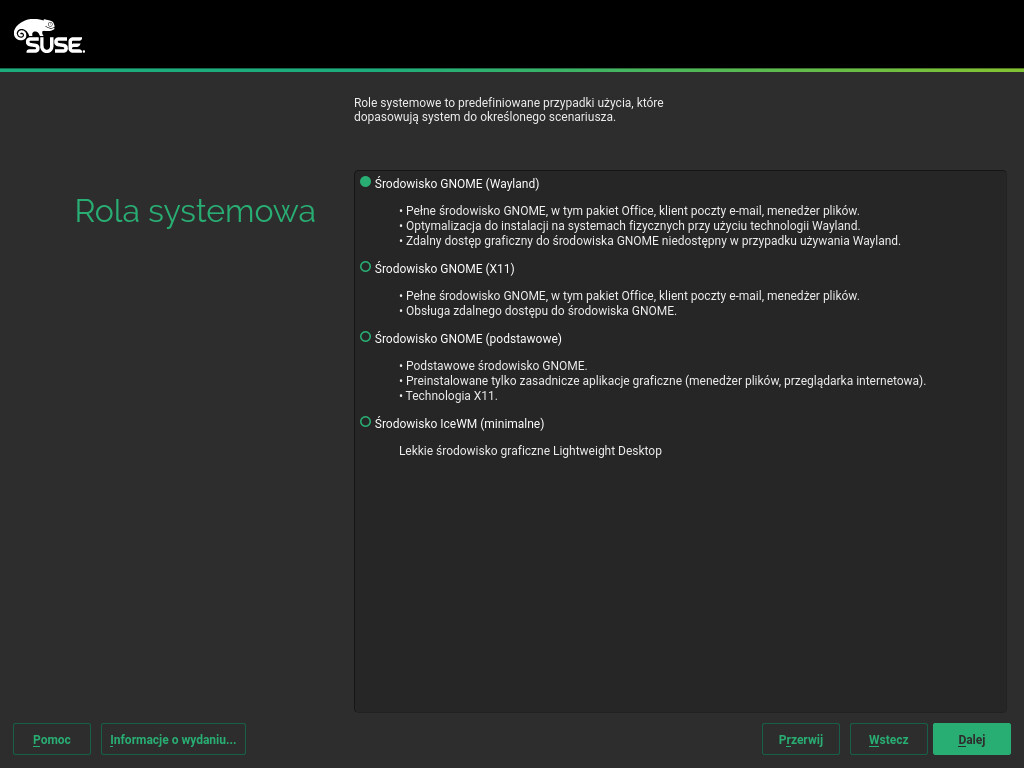 SUSE.
Role systemowe to predefiniowane przypadki użycia, które
dopasowują system do określonego scenariusza.
Rola systemowa
Środowisko GNOME (Wayland)
• Pełne środowisko GNOME, w tym pakiet Office, klient poczty e-mail, menedżer plików.
• Optymalizacja do instalacji na systemach fizycznych przy użyciu technologii Wayland.
• Zdalny dostęp graficzny do środowiska GNOME niedostępny w przypadku używania Wayland.
Środowisko GNOME (X11)
• Pełne środowisko GNOME, w tym pakiet Office, klient poczty e-mail, menedżer plików.
• Obsługa zdalnego dostępu do środowiska GNOME.
Środowisko GNOME (podstawowe)
• Podstawowe środowisko GNOME.
• Preinstalowane tylko zasadnicze aplikacje graficzne (menedżer plików, przeglądarka internetowa).
• Technologia X11.
Środowisko IceWM (minimalne)
Lekkie środowisko graficzne Lightweight Desktop
Pomoc
Informacje o wydaniu...
Przerwij
Wstecz
Dalej